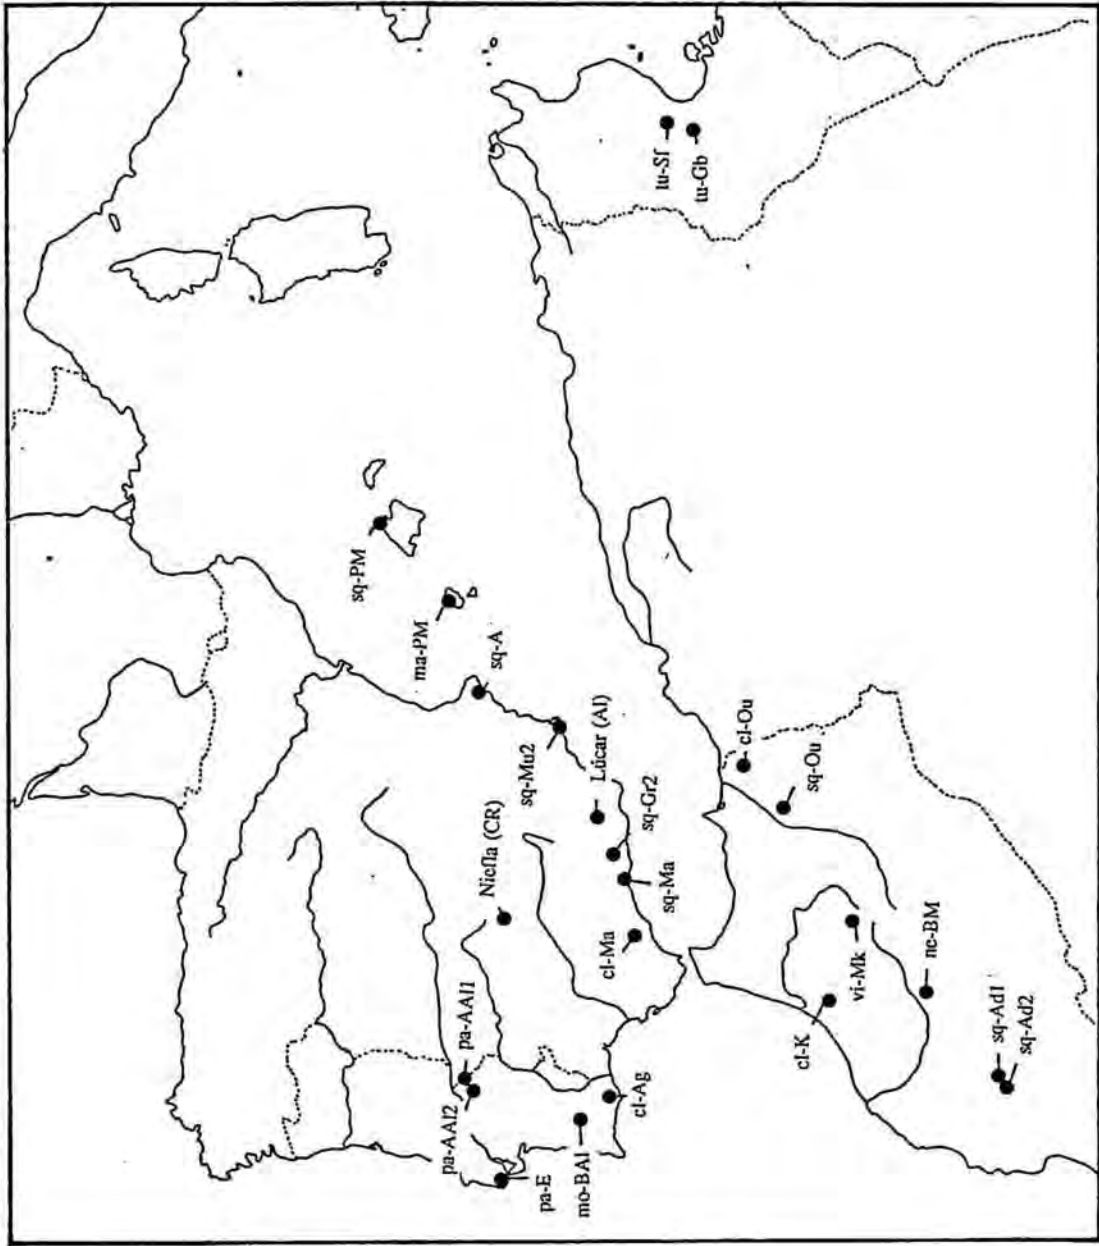 sq-PM
ma-PM
sq-A
sq-Mu2
Lúcar (Al)
sq-Gr2
sq-Ma
cl-Ma
Niefla (CR)
pa-AAl1
pa-AAl2
pa-E
mo-BAl
cl-Ag
cl-Ou
sq-Ou
vi-Mk
cl-K
nc-BM
sq-Ad1
sq-Ad2
tu-Sf
tu-Gb